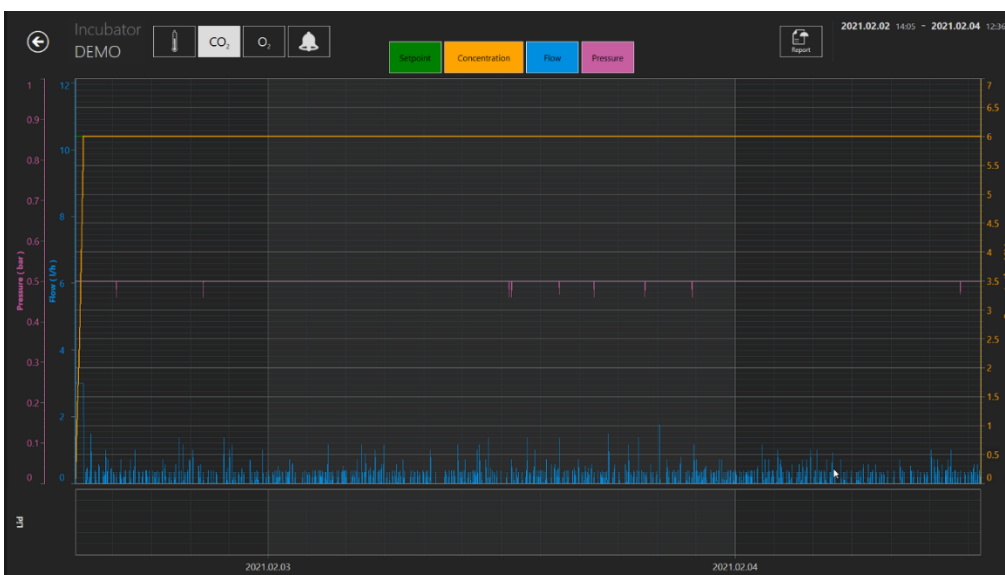 Incubator
DEMO
CO₂
O₂
Setpoint
Concentration
Flow
Pressure
Report
2021.02.02 14:05 - 2021.02.04 12:36
Pressure ( bar )
1
0.9
0.8
0.7
0.6
0.5
0.4
0.3
0.2
0.1
0
Flow ( l/h )
12
10
8
6
4
2
0
7
6.5
6
5.5
5
4.5
4
3.5
3
2.5
2
1.5
1
0.5
0
Lid
2021.02.03
2021.02.04